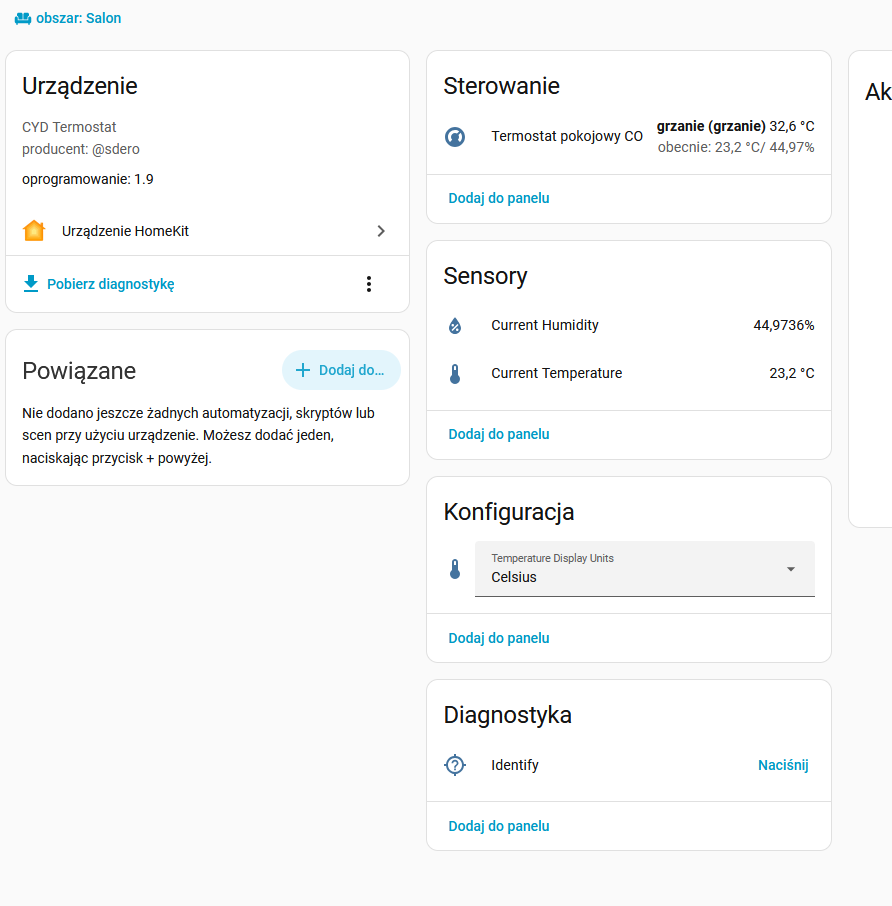 obszar: Salon
Urządzenie
CYD Termostat
producent: @sdero
oprogramowanie: 1.9
Urządzenie HomeKit
Pobierz diagnostykę
Powiązane
Dodaj do…
Nie dodano jeszcze żadnych automatyzacji, skryptów lub
scen przy użyciu urządzenie. Możesz dodać jeden,
naciskając przycisk + powyżej.
Sterowanie
Termostat pokojowy CO
grzanie (grzanie) 32,6 °C
obecnie: 23,2 °C/ 44,97%
Dodaj do panelu
Sensory
Current Humidity 44,9736%
Current Temperature 23,2 °C
Dodaj do panelu
Konfiguracja
Temperature Display Units
Celsius
Dodaj do panelu
Diagnostyka
Identify Naciśnij
Dodaj do panelu
Ak